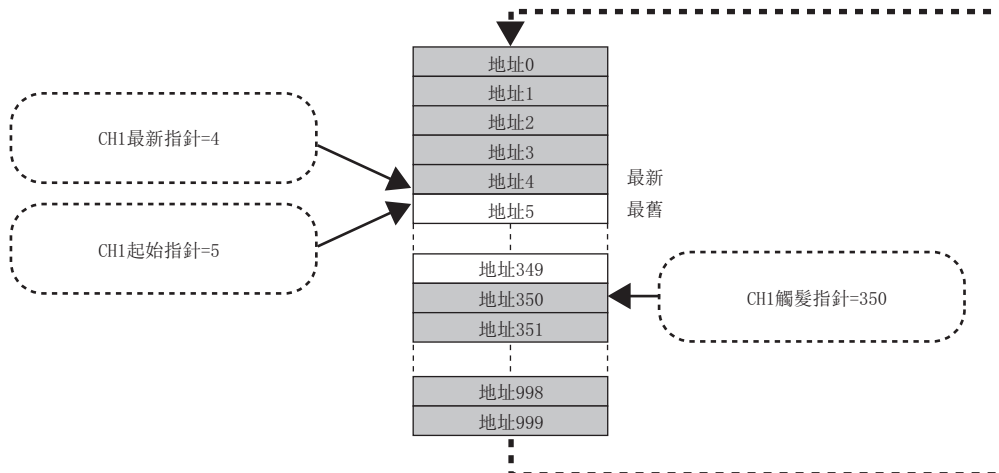 地址0
地址1
地址2
地址3
地址4
地址5
地址349
地址350
地址351
地址998
地址999
CH1最新指針=4
CH1起始指針=5
最新
最舊
CH1觸髮指針=350